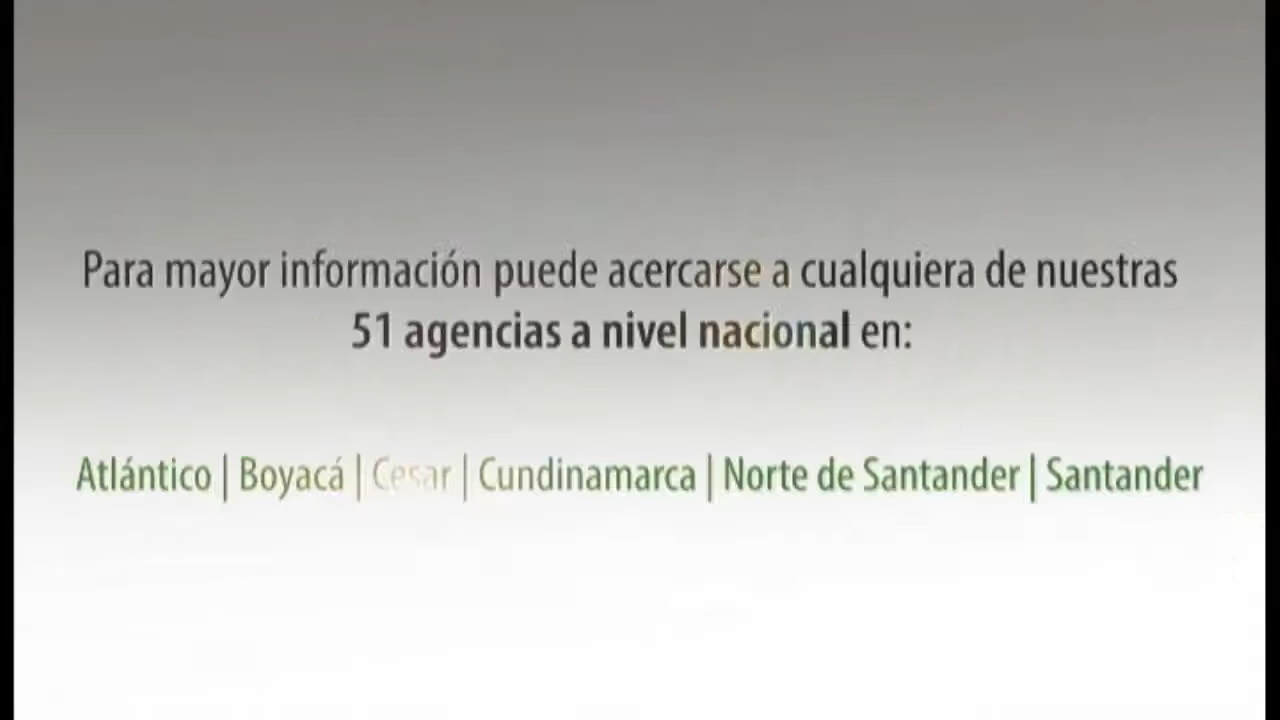 Para mayor información puede acercarse a cualquiera de nuestras
51 agencias a nivel nacional en:
Atlántico | Boyacá | Cesar | Cundinamarca | Norte de Santander | Santander